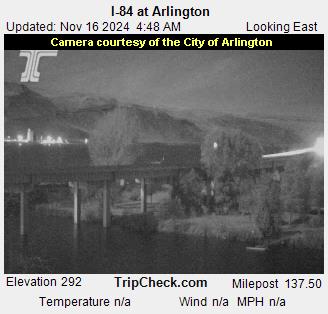 I-84 at Arlington
Updated: Nov 16 2024  4:48 AM    Looking East
Camera courtesy of the City of Arlington
Elevation 292    TripCheck.com    Milepost 137.50
Temperature n/a    Wind n/a  MPH n/a